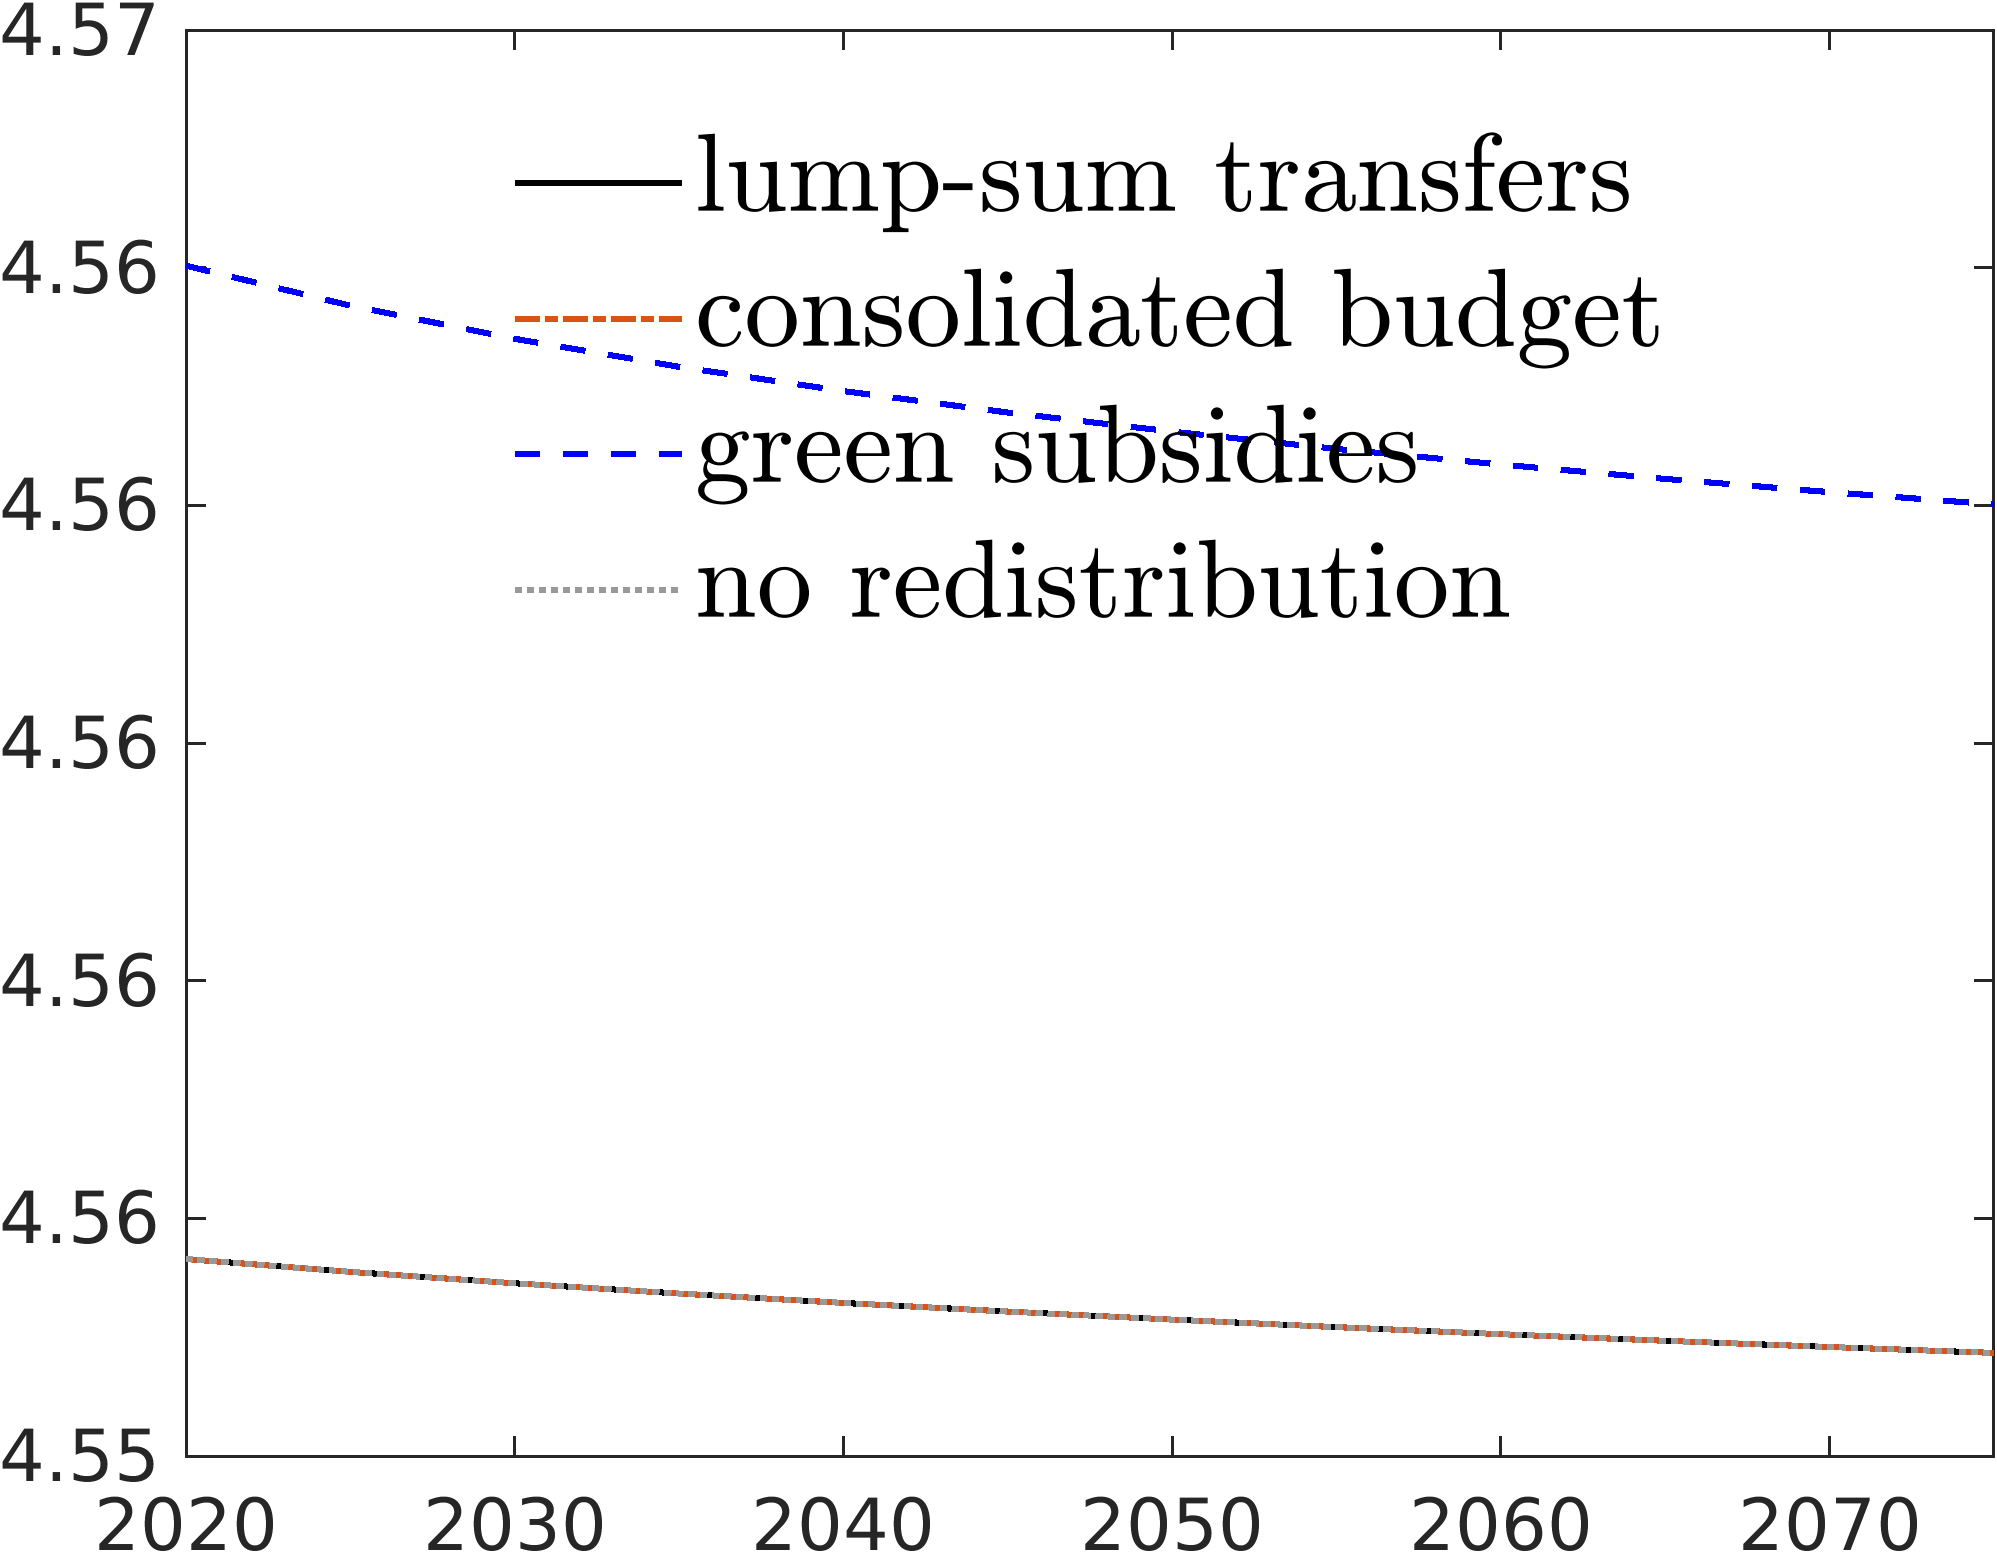 4.57
lump-sum transfers
4.56
consolidated budget
green subsidies
4.56
no redistribution
4.56
4.56
4.56
4.55
2020 2030 2040 2050 2060 2070